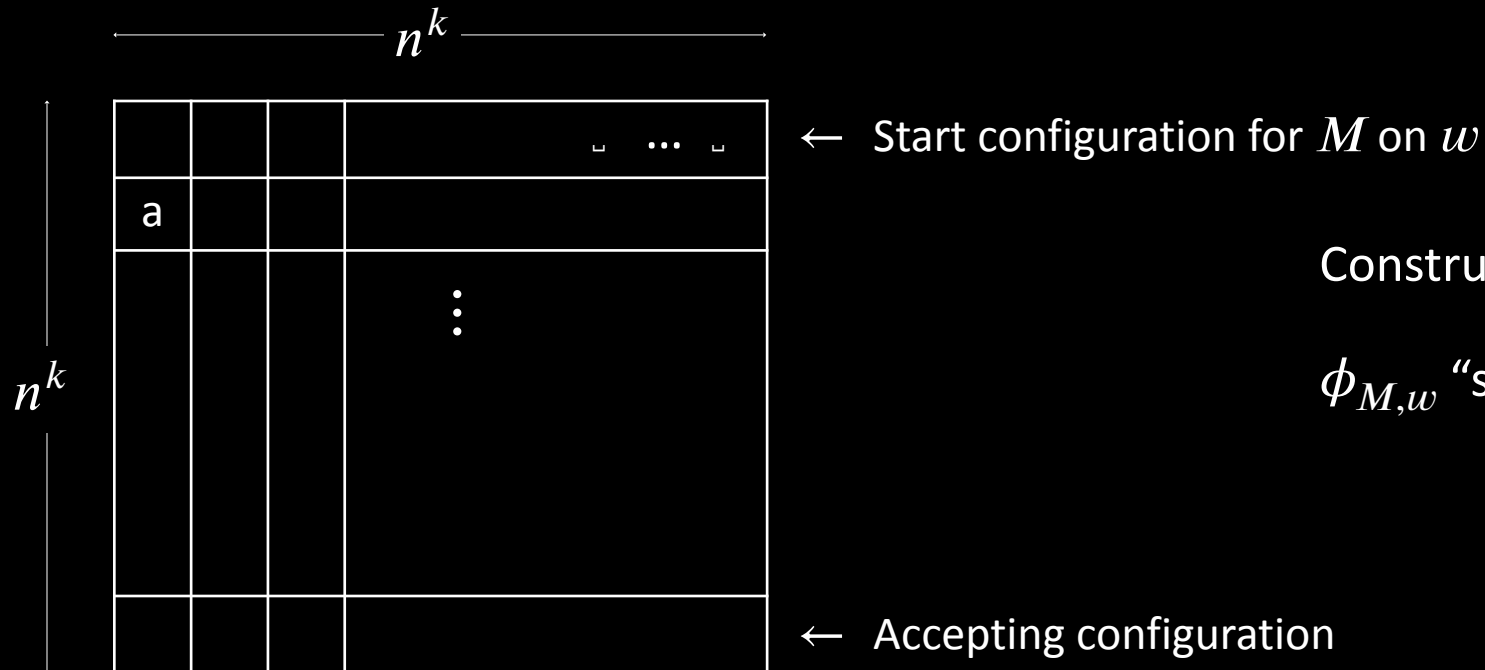 n^k
␣ ... ␣ ← Start configuration for M on w
a
Constru
⋮
n^k
ϕ_{M,w} “s
← Accepting configuration